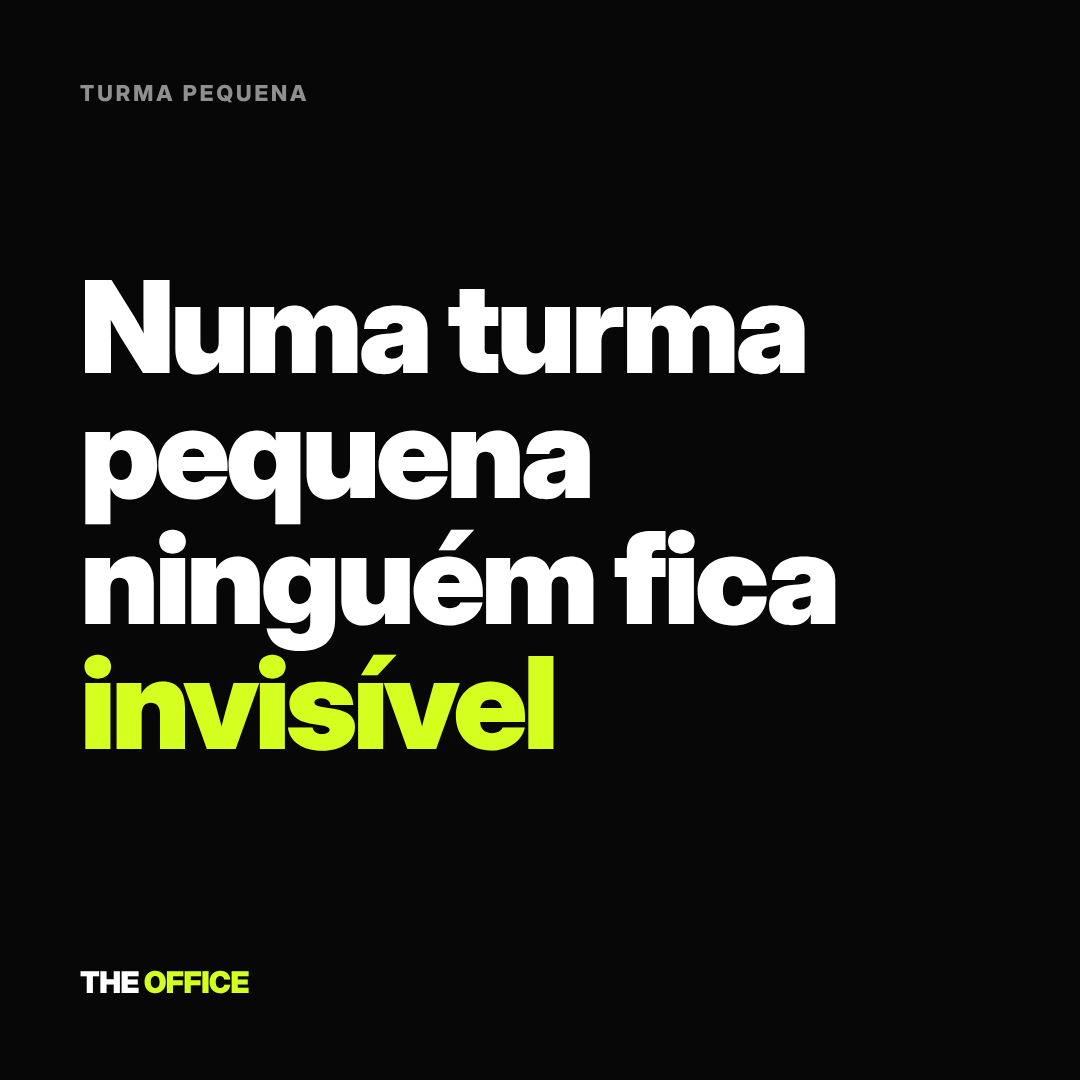 TURMA PEQUENA
Numa turma
pequena
ninguém fica
invisível
THE OFFICE